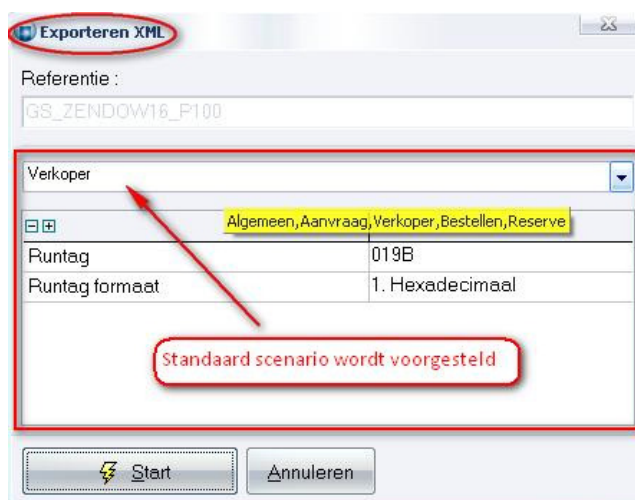 Exporteren XML
Referentie :
GS_ZENDOW16_P100
Verkoper
Algemeen,Aanvraag,Verkoper,Bestellen,Reserve
Runtag 019B
Runtag formaat 1. Hexadecimaal
Standaard scenario wordt voorgesteld
Start Annuleren